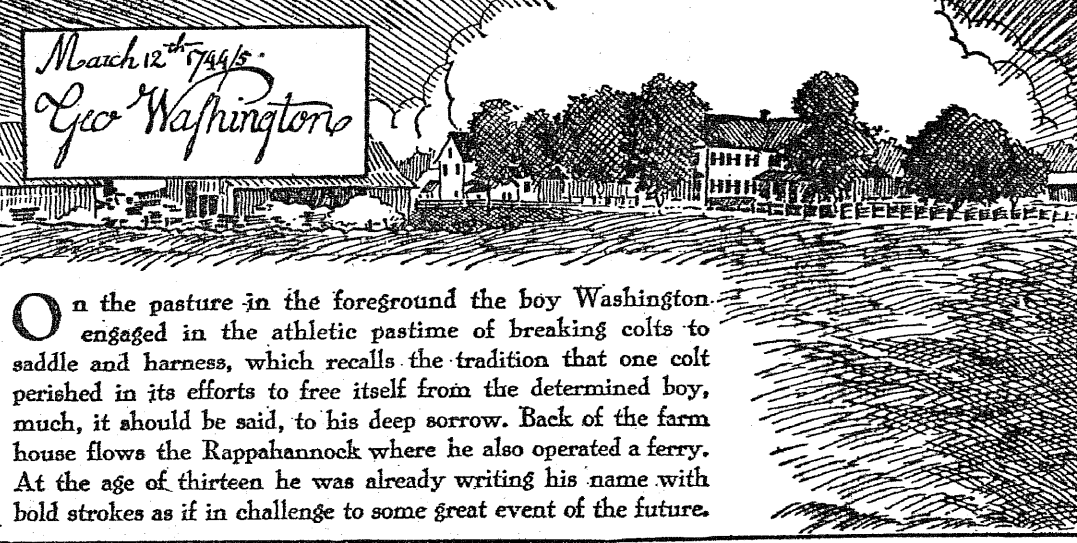 March 12th 1744/5.
Geo Washington
On the pasture in the foreground the boy Washington
engaged in the athletic pastime of breaking colts to
saddle and harness, which recalls the tradition that one colt
perished in its efforts to free itself from the determined boy,
much, it should be said, to his deep sorrow. Back of the farm
house flows the Rappahannock where he also operated a ferry.
At the age of thirteen he was already writing his name with
bold strokes as if in challenge to some great event of the future.